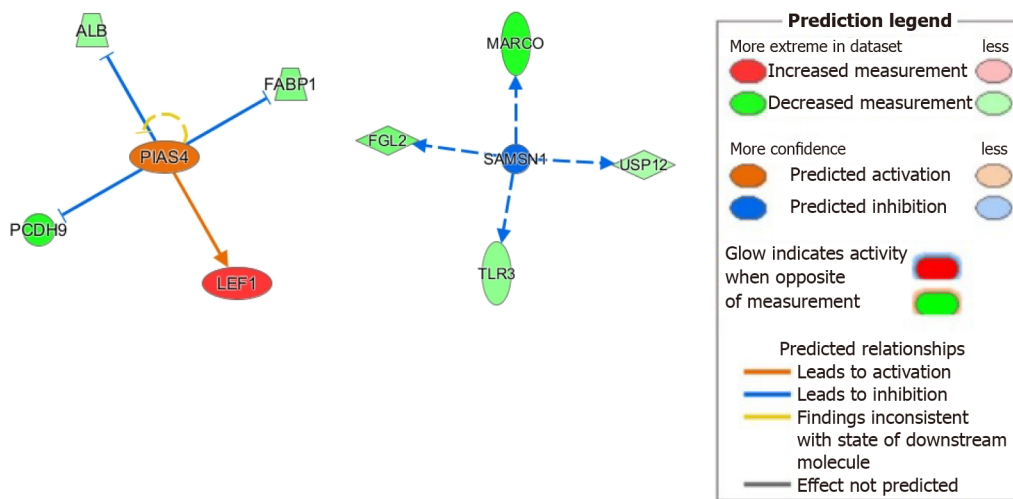 ALB
FABP1
PIAS4
PCDH9
LEF1
MARCO
FGL2
SAMSN1
USP12
TLR3
Prediction legend
More extreme in dataset less
Increased measurement
Decreased measurement
More confidence less
Predicted activation
Predicted inhibition
Glow indicates activity
when opposite
of measurement
Predicted relationships
Leads to activation
Leads to inhibition
Findings inconsistent
with state of downstream
molecule
Effect not predicted